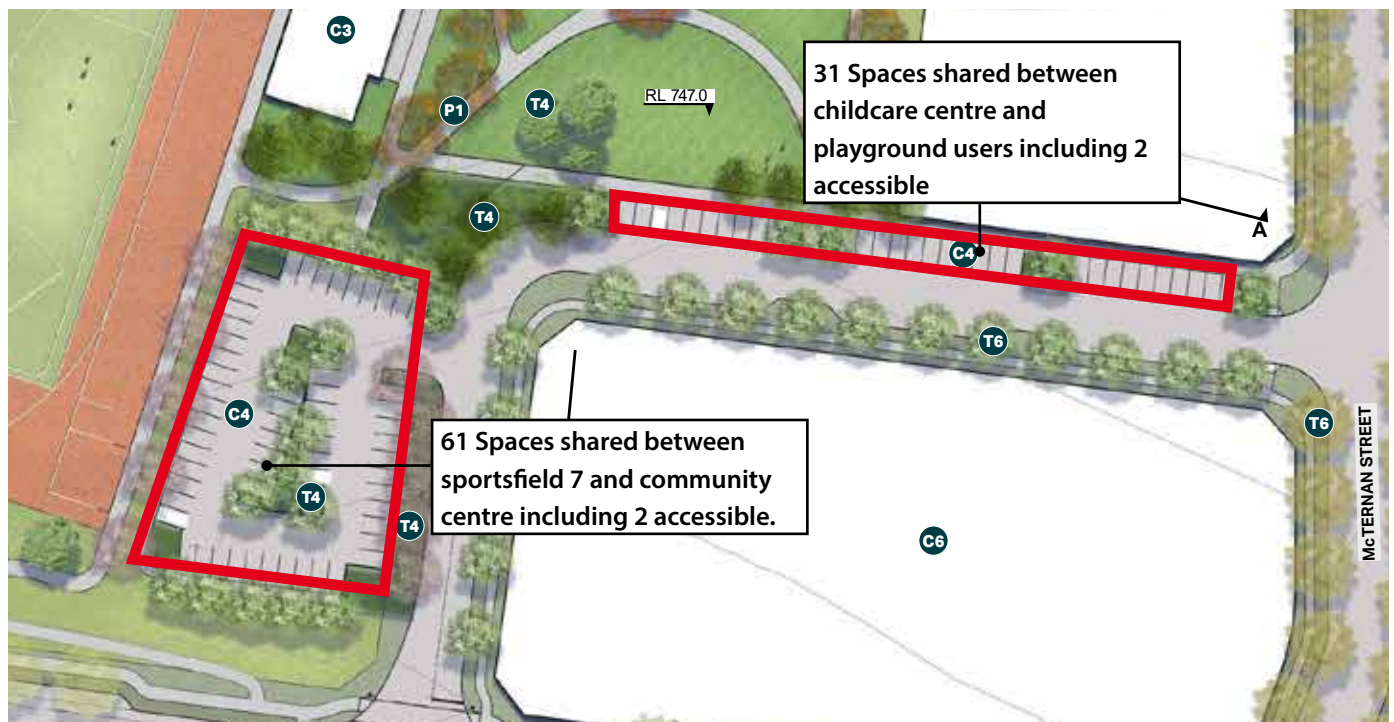 C3
P1
T4
RL 747.0
31 Spaces shared between
childcare centre and
playground users including 2
accessible
A
T4
C4
T6
C4
61 Spaces shared between
sportsfield 7 and community
centre including 2 accessible.
T4
T4
C6
T6
McTERNAN STREET